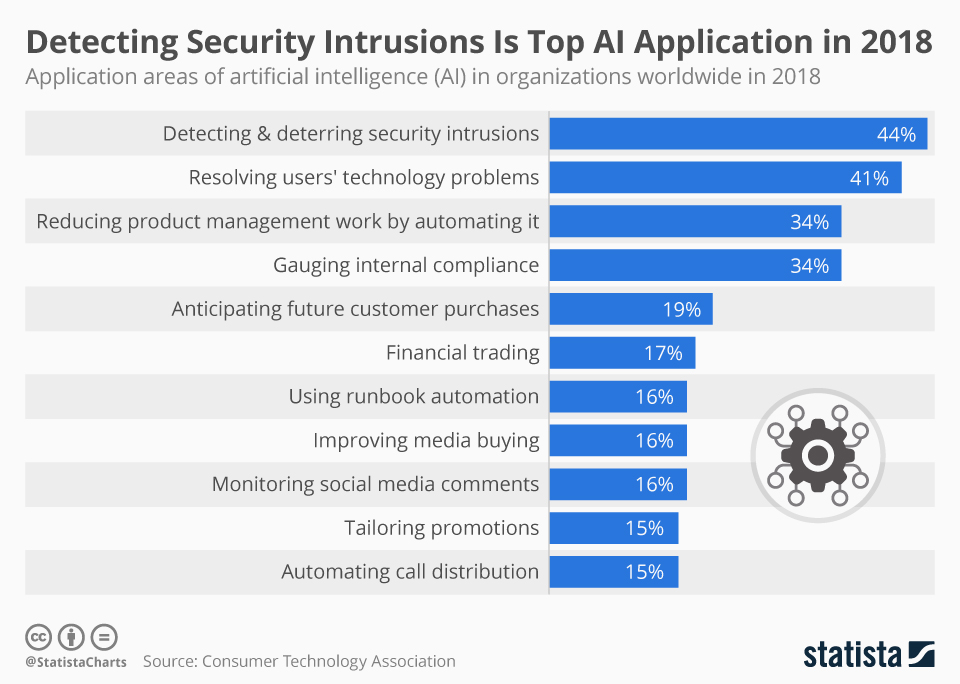 Detecting Security Intrusions Is Top AI Application in 2018
Application areas of artificial intelligence (AI) in organizations worldwide in 2018
Detecting & deterring security intrusions 44%
Resolving users' technology problems 41%
Reducing product management work by automating it 34%
Gauging internal compliance 34%
Anticipating future customer purchases 19%
Financial trading 17%
Using runbook automation 16%
Improving media buying 16%
Monitoring social media comments 16%
Tailoring promotions 15%
Automating call distribution 15%
cc
@StatistaCharts Source: Consumer Technology Association
statista